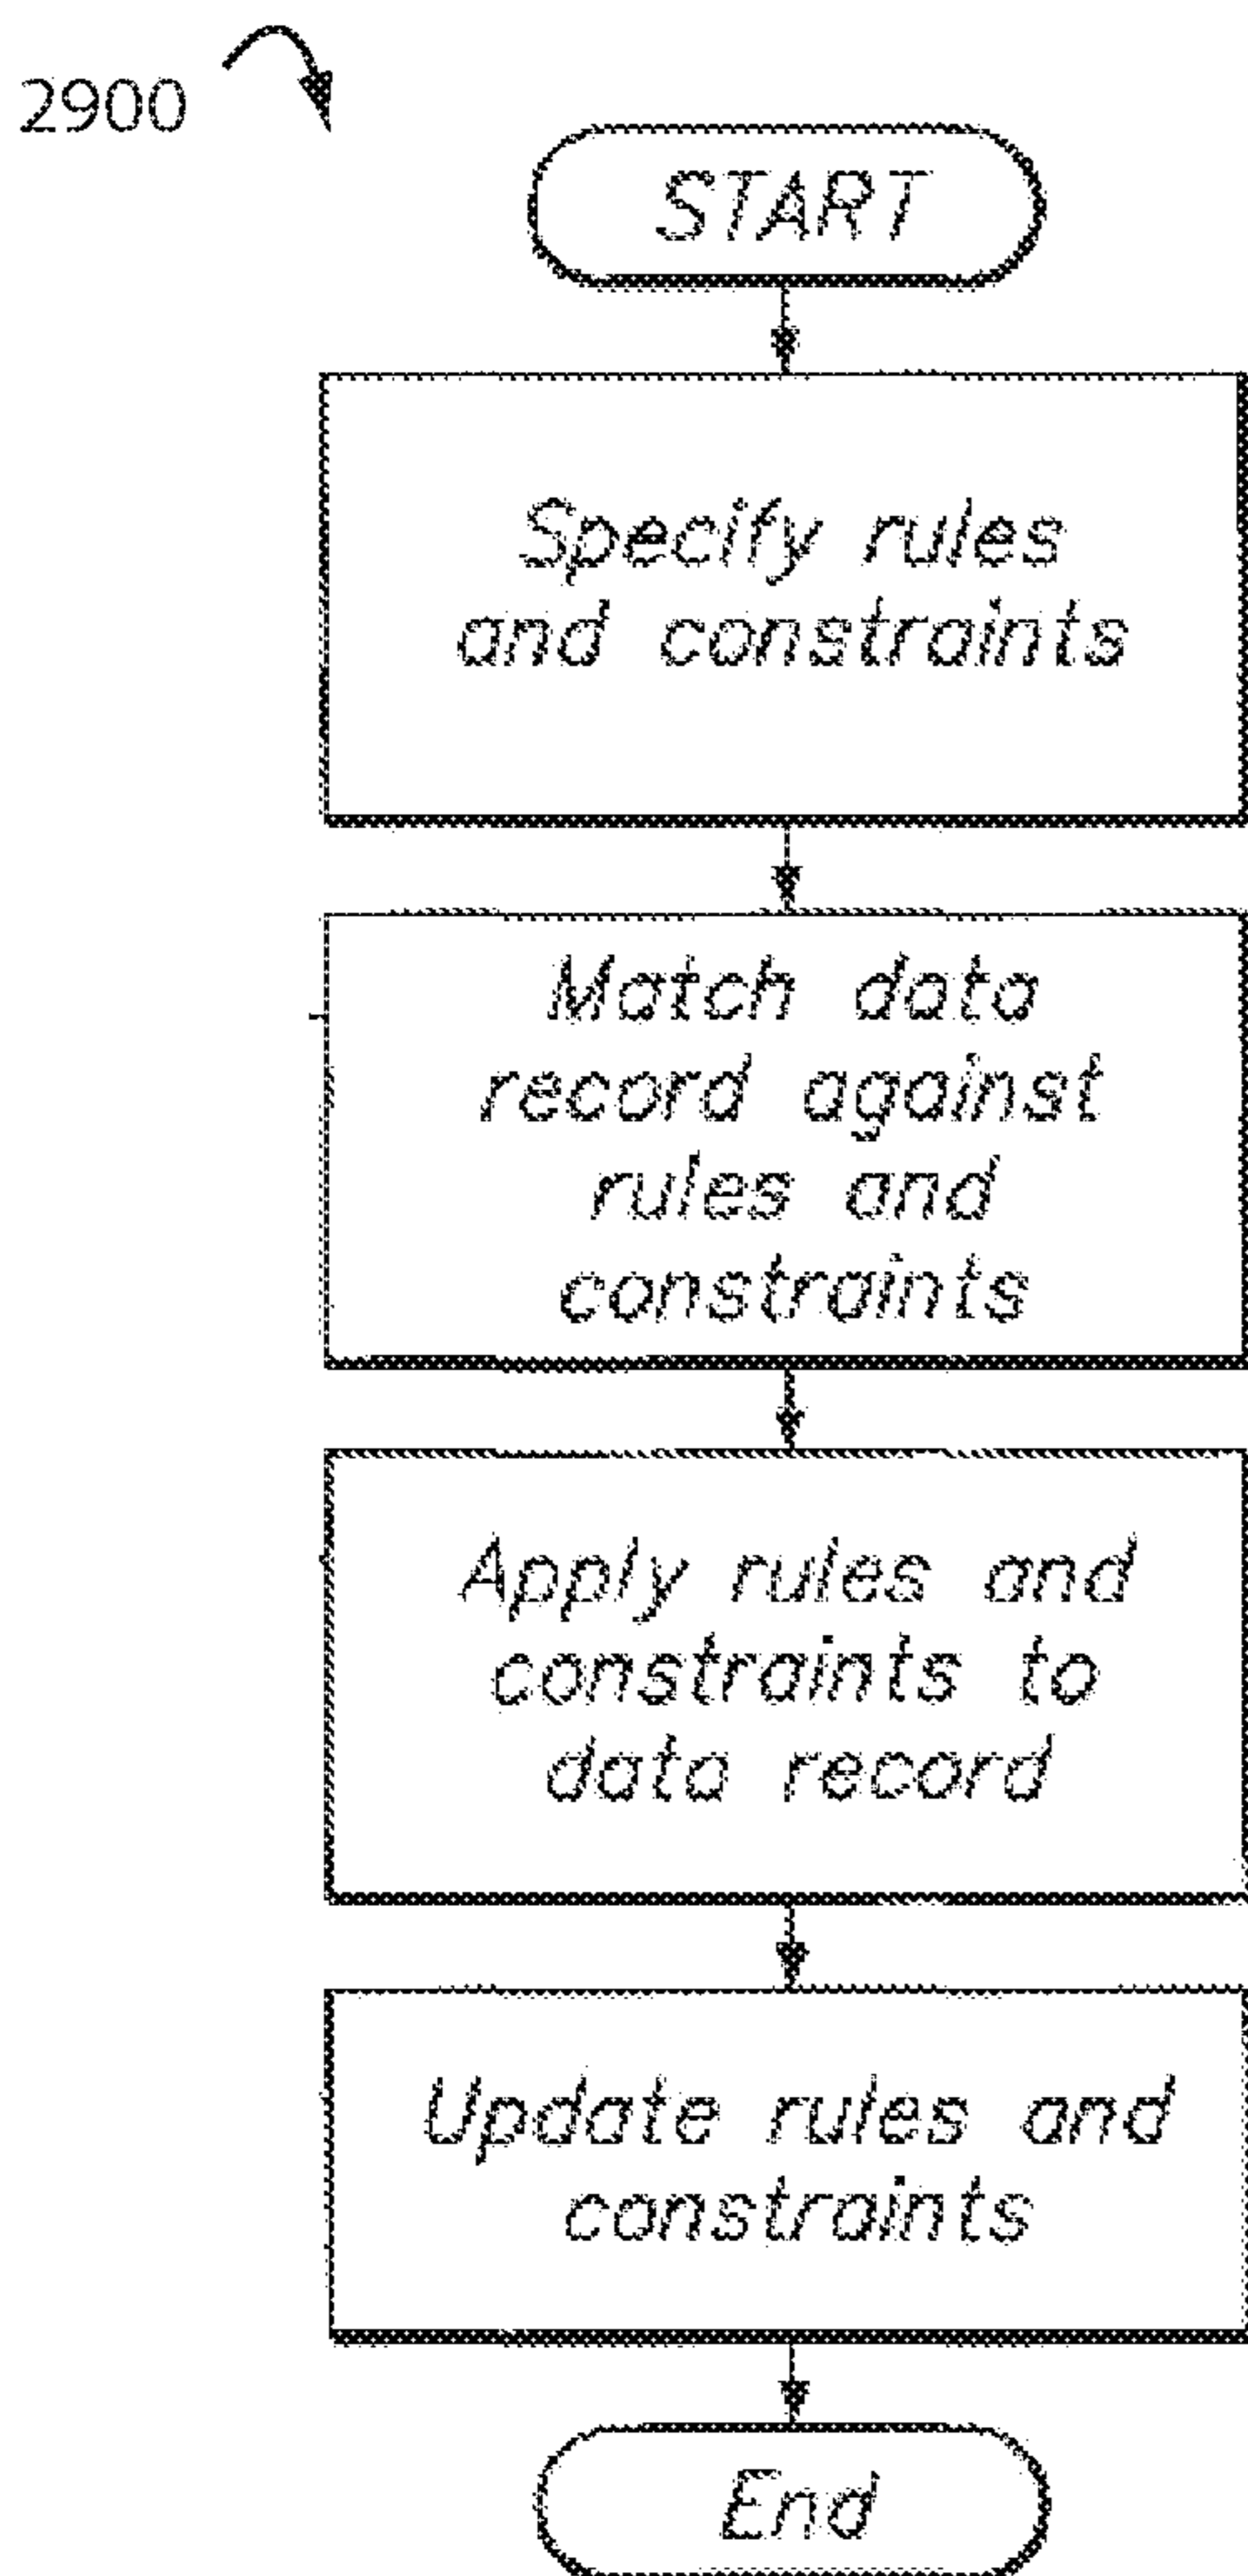 2900
START
Specify rules
and constraints
Match data
record against
rules and
constraints
Apply rules and
constraints to
data record
Update rules and
constraints
End